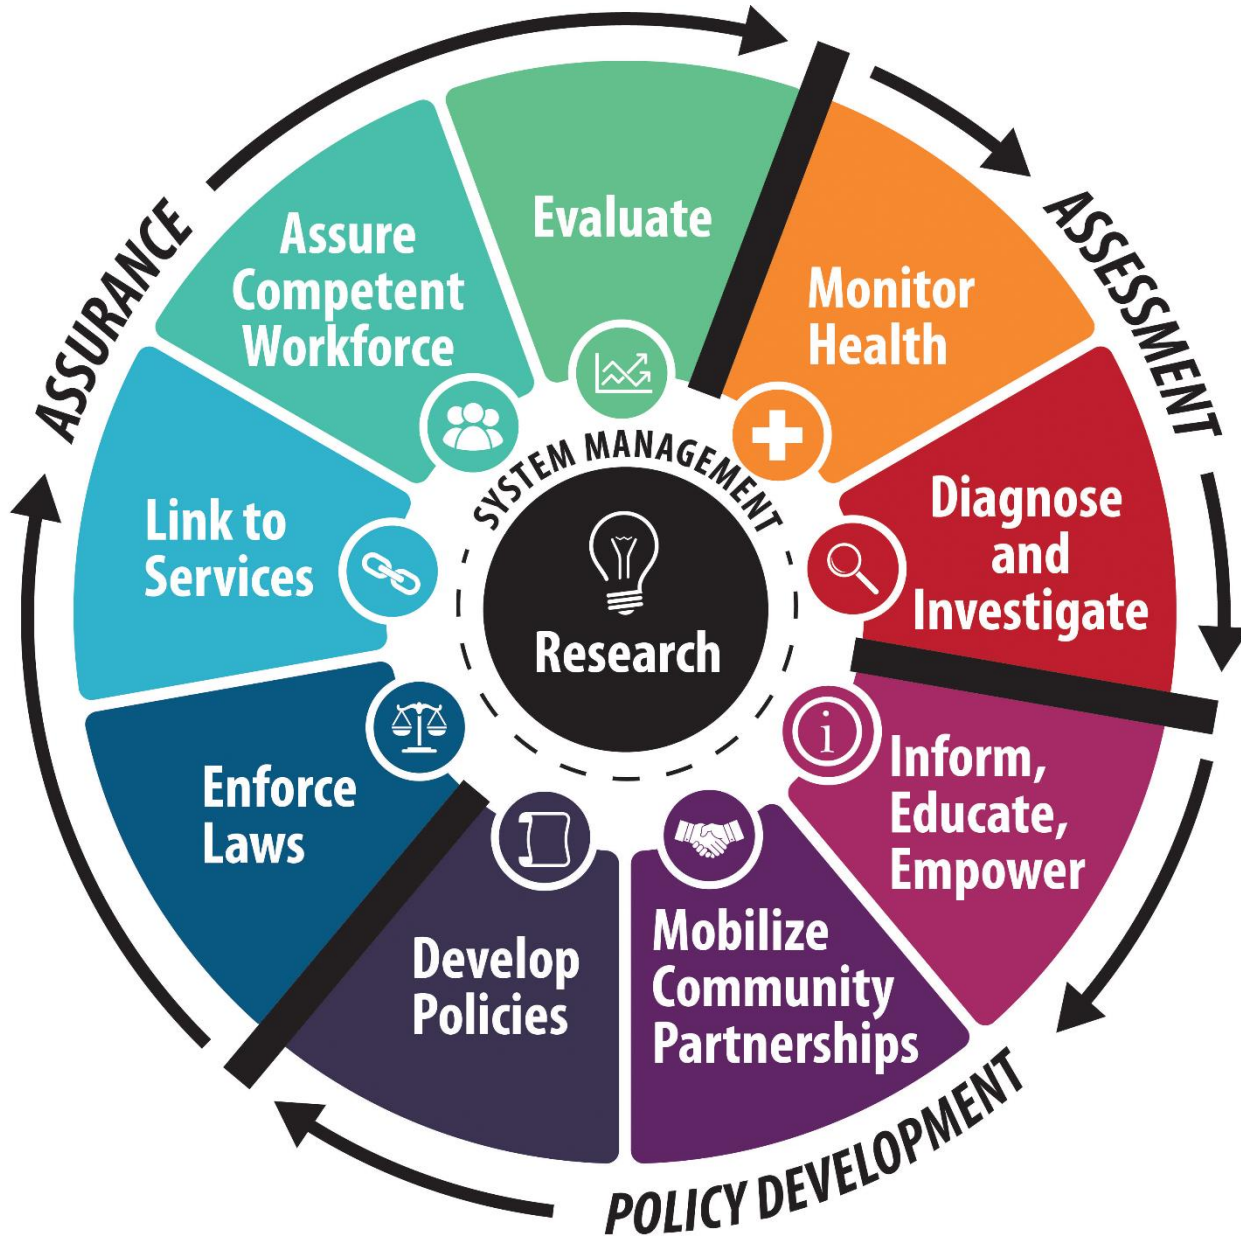 ASSESSMENT
Monitor
Health
Diagnose
and
Investigate
POLICY DEVELOPMENT
Inform,
Educate,
Empower
Mobilize
Community
Partnerships
Develop
Policies
ASSURANCE
Enforce
Laws
Link to
Services
Assure
Competent
Workforce
Evaluate
SYSTEM MANAGEMENT
Research
i